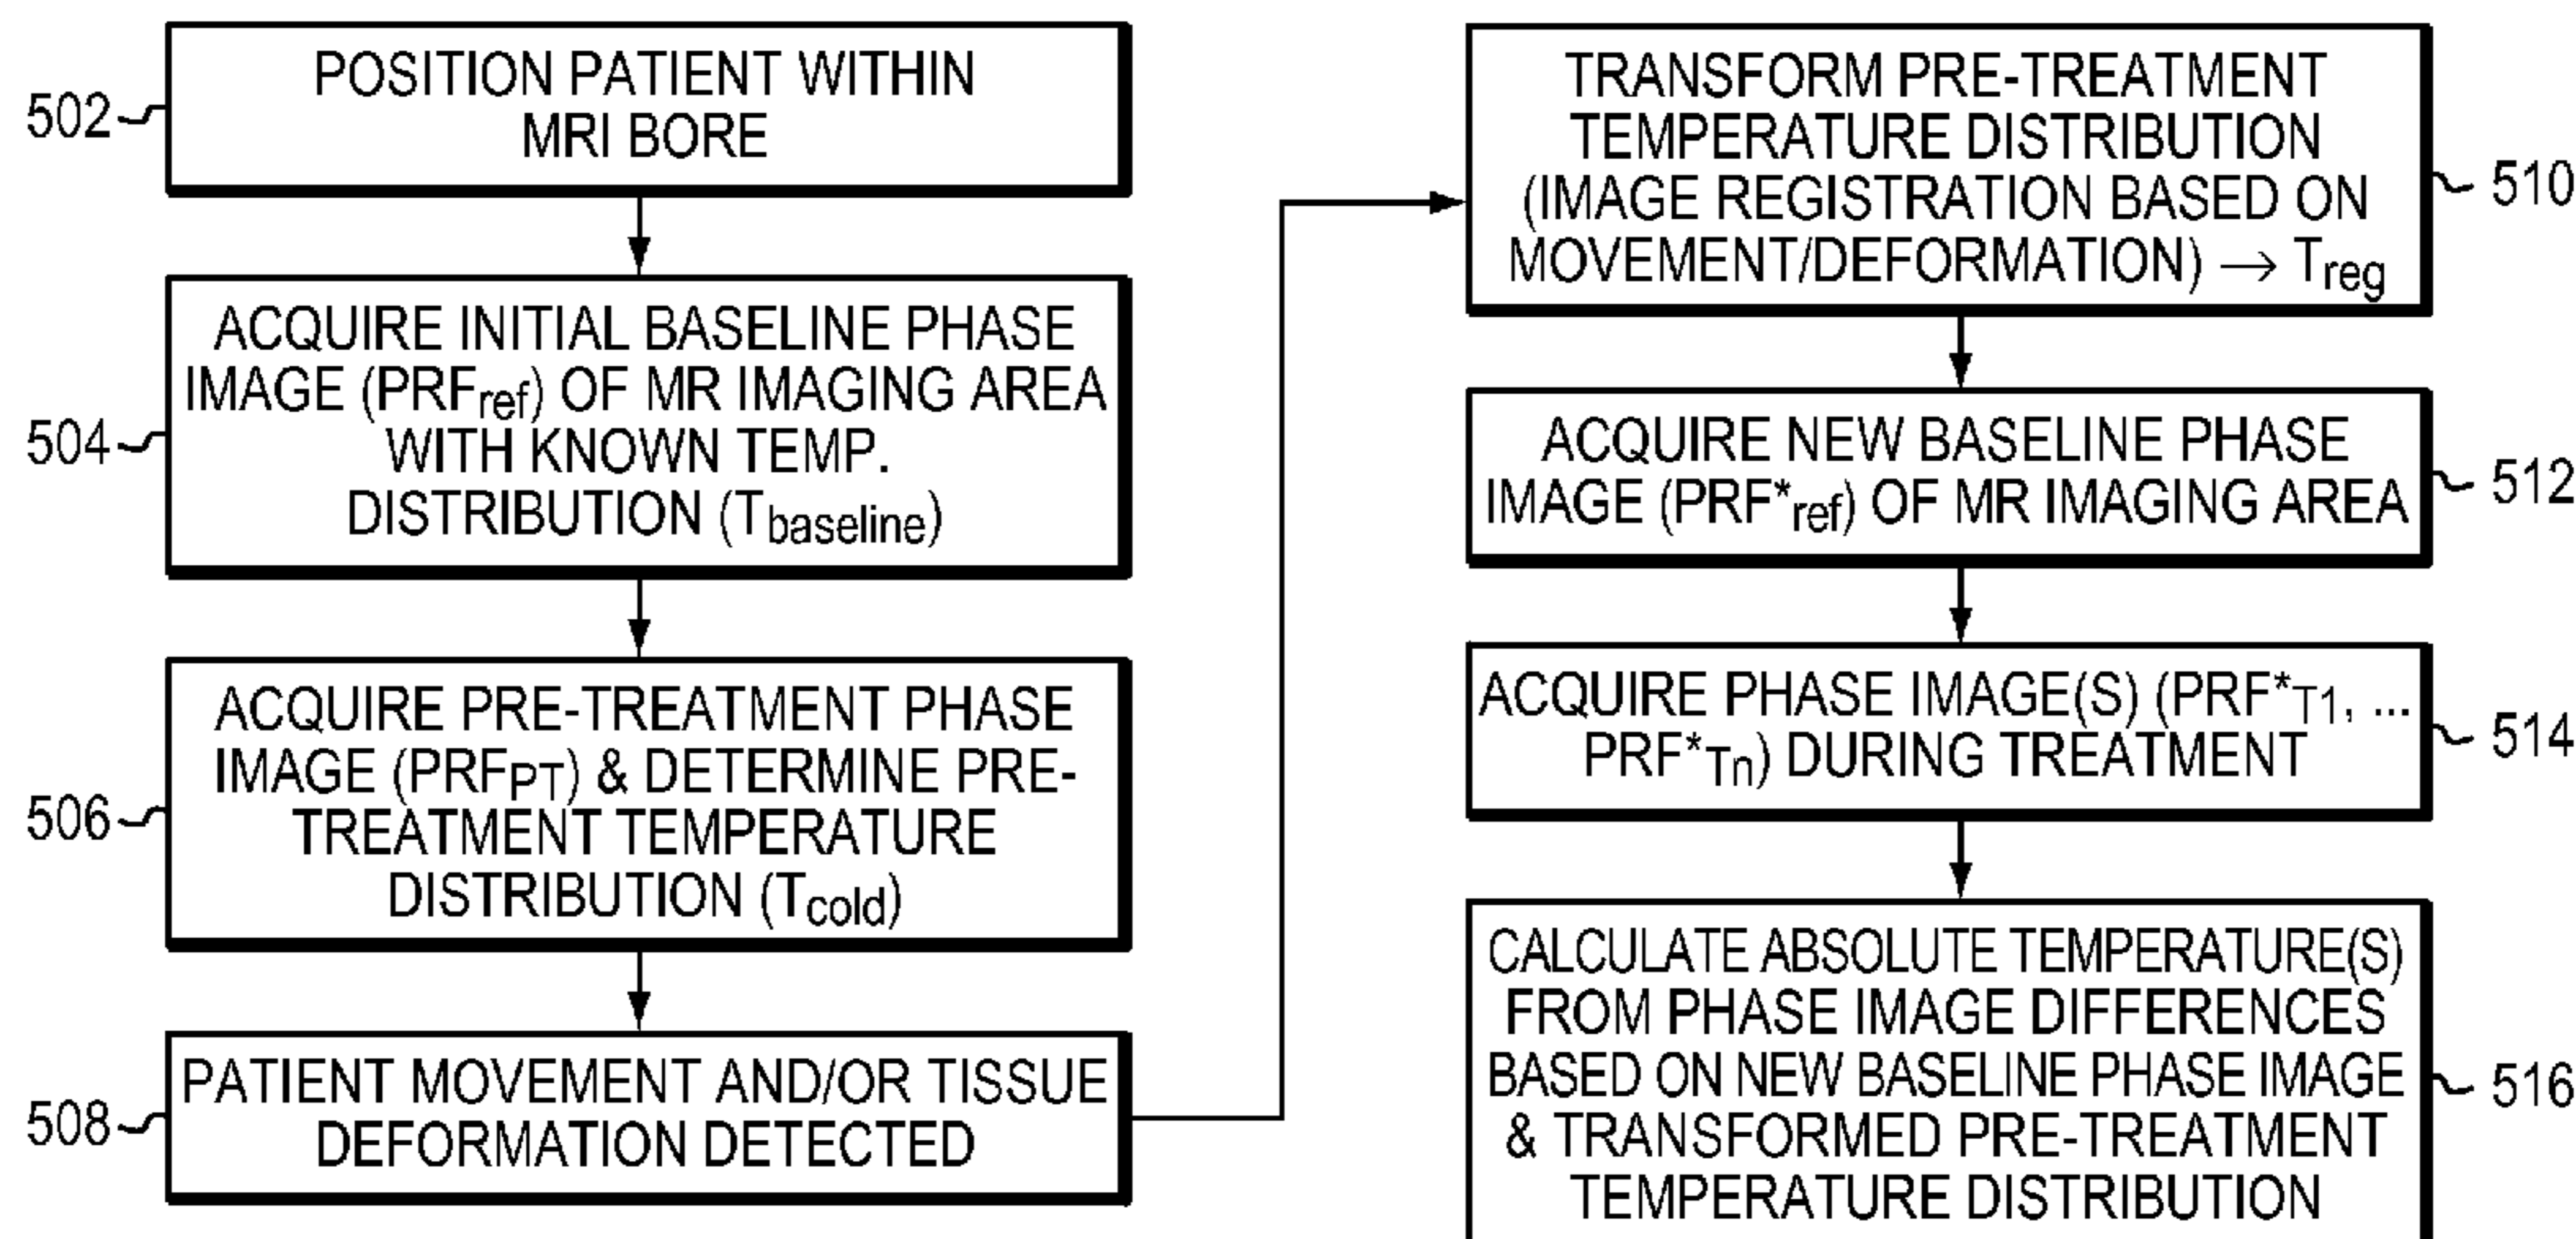 502
POSITION PATIENT WITHIN
MRI BORE
504
ACQUIRE INITIAL BASELINE PHASE
IMAGE (PRFref) OF MR IMAGING AREA
WITH KNOWN TEMP.
DISTRIBUTION (Tbaseline)
506
ACQUIRE PRE-TREATMENT PHASE
IMAGE (PRFPT) & DETERMINE PRE-
TREATMENT TEMPERATURE
DISTRIBUTION (Tcold)
508
PATIENT MOVEMENT AND/OR TISSUE
DEFORMATION DETECTED
TRANSFORM PRE-TREATMENT
TEMPERATURE DISTRIBUTION
(IMAGE REGISTRATION BASED ON
MOVEMENT/DEFORMATION) → Treg
510
ACQUIRE NEW BASELINE PHASE
IMAGE (PRF*ref) OF MR IMAGING AREA
512
ACQUIRE PHASE IMAGE(S) (PRF*T1, ...
PRF*Tn) DURING TREATMENT
514
CALCULATE ABSOLUTE TEMPERATURE(S)
FROM PHASE IMAGE DIFFERENCES
BASED ON NEW BASELINE PHASE IMAGE
& TRANSFORMED PRE-TREATMENT
TEMPERATURE DISTRIBUTION
516